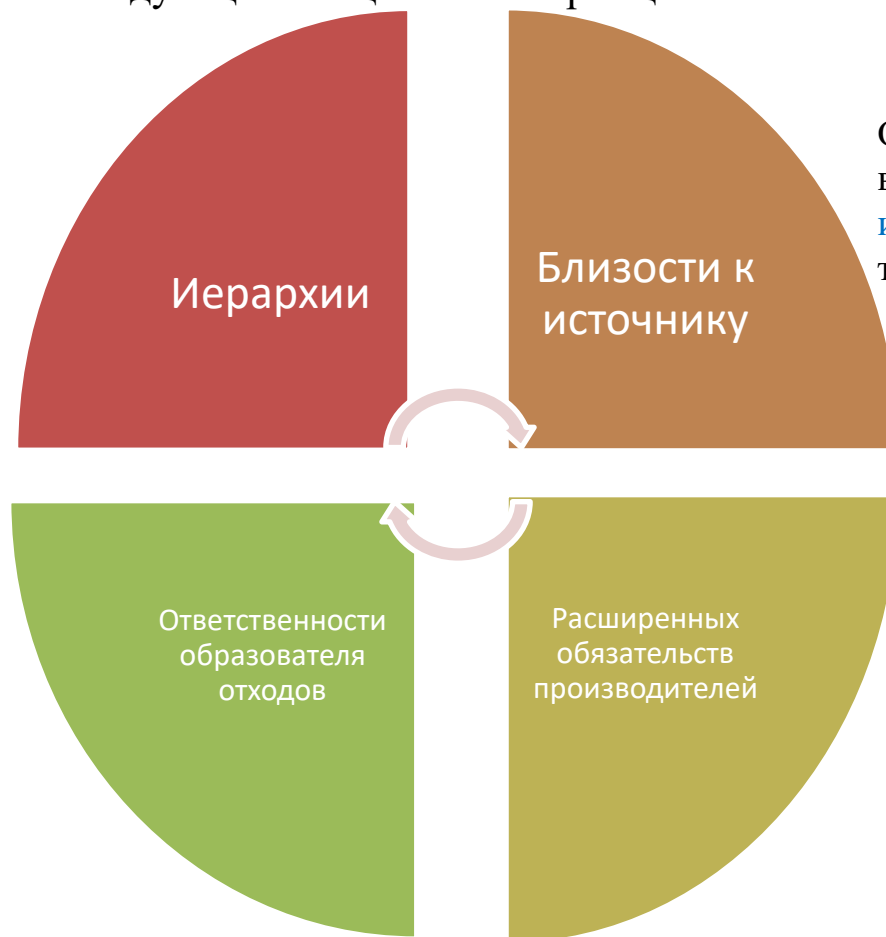 Иерархии
Близости к
источнику
Ответственности
образователя
отходов
Расширенных
обязательств
производителей